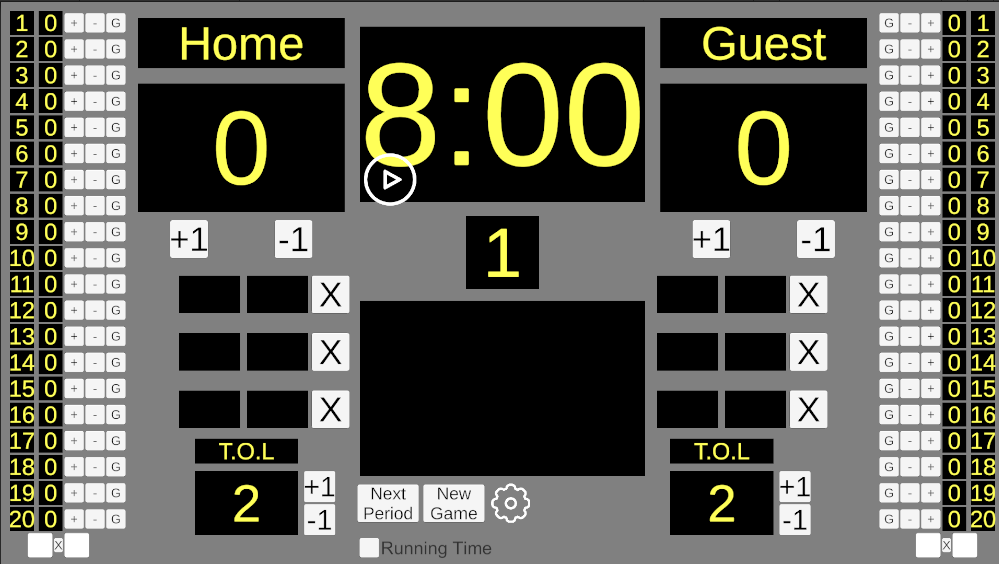 Home
0
+1 -1
X
X
X
T.O.L
2
+1
-1
8:00
1
Next
Period
New
Game
Running Time
Guest
0
+1 -1
X
X
X
T.O.L
2
+1
-1
1 0 + - G
2 0 + - G
3 0 + - G
4 0 + - G
5 0 + - G
6 0 + - G
7 0 + - G
8 0 + - G
9 0 + - G
10 0 + - G
11 0 + - G
12 0 + - G
13 0 + - G
14 0 + - G
15 0 + - G
16 0 + - G
17 0 + - G
18 0 + - G
19 0 + - G
20 0 + - G
X
G - + 0 1
G - + 0 2
G - + 0 3
G - + 0 4
G - + 0 5
G - + 0 6
G - + 0 7
G - + 0 8
G - + 0 9
G - + 0 10
G - + 0 11
G - + 0 12
G - + 0 13
G - + 0 14
G - + 0 15
G - + 0 16
G - + 0 17
G - + 0 18
G - + 0 19
G - + 0 20
X